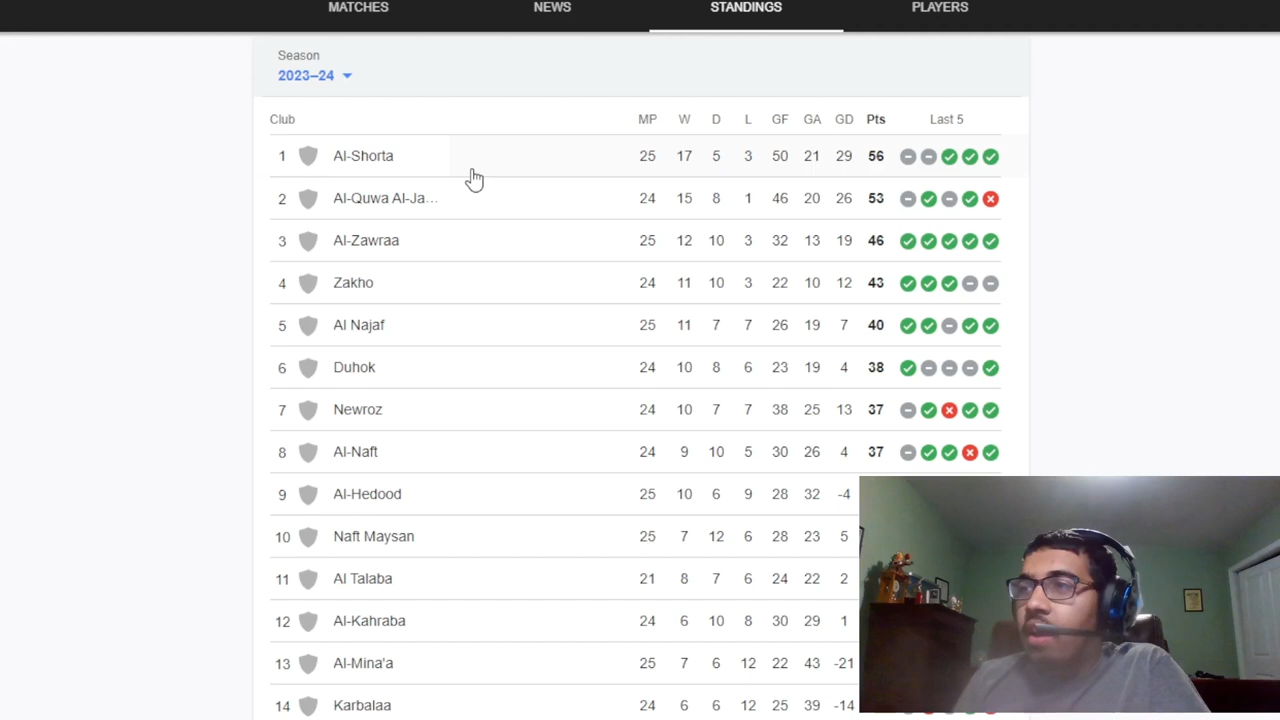 MATCHES NEWS STANDINGS PLAYERS
Season
2023–24
Club MP W D L GF GA GD Pts Last 5
1 Al-Shorta 25 17 5 3 50 21 29 56
2 Al-Quwa Al-Ja... 24 15 8 1 46 20 26 53
3 Al-Zawraa 25 12 10 3 32 13 19 46
4 Zakho 24 11 10 3 22 10 12 43
5 Al Najaf 25 11 7 7 26 19 7 40
6 Duhok 24 10 8 6 23 19 4 38
7 Newroz 24 10 7 7 38 25 13 37
8 Al-Naft 24 9 10 5 30 26 4 37
9 Al-Hedood 25 10 6 9 28 32 -4
10 Naft Maysan 25 7 12 6 28 23 5
11 Al Talaba 21 8 7 6 24 22 2
12 Al-Kahraba 24 6 10 8 30 29 1
13 Al-Mina'a 25 7 6 12 22 43 -21
14 Karbalaa 24 6 6 12 25 39 -14